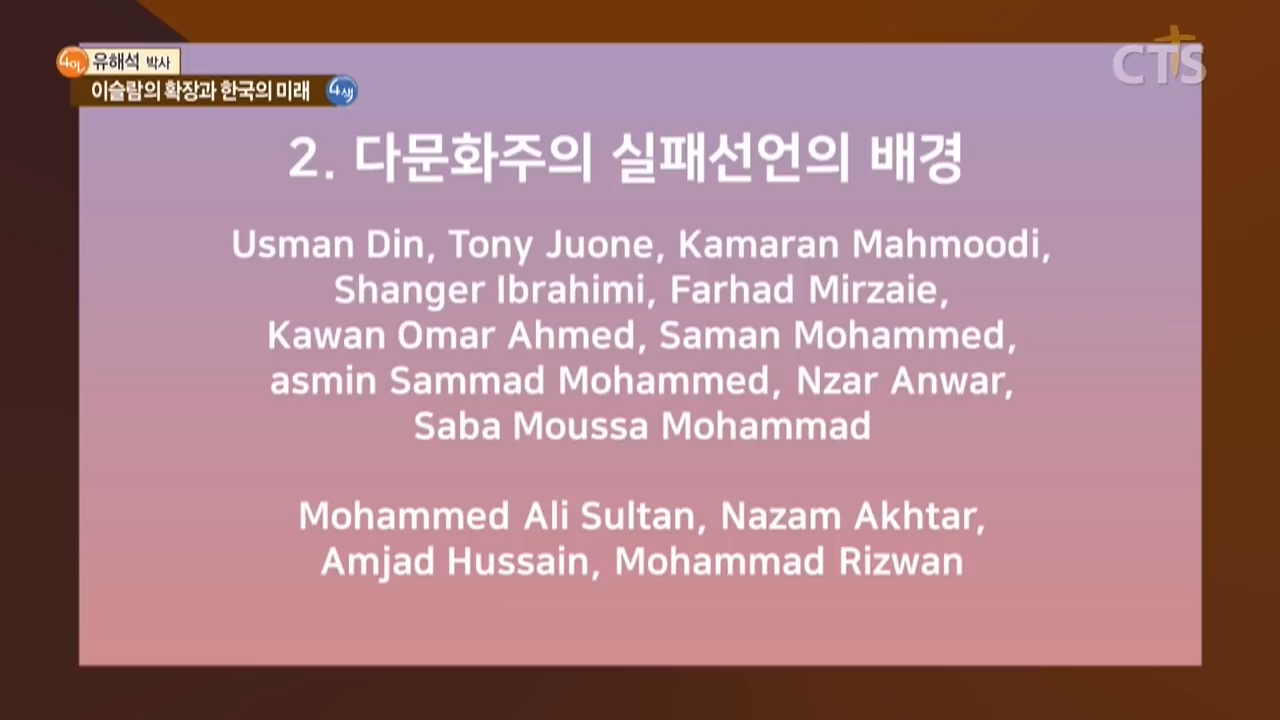 4인 유해석 박사
이슬람의 확장과 한국의 미래 4색
CTS
2. 다문화주의 실패선언의 배경
Usman Din, Tony Juone, Kamaran Mahmoodi,
Shanger Ibrahimi, Farhad Mirzaie,
Kawan Omar Ahmed, Saman Mohammed,
asmin Sammad Mohammed, Nzar Anwar,
Saba Moussa Mohammad
Mohammed Ali Sultan, Nazam Akhtar,
Amjad Hussain, Mohammad Rizwan